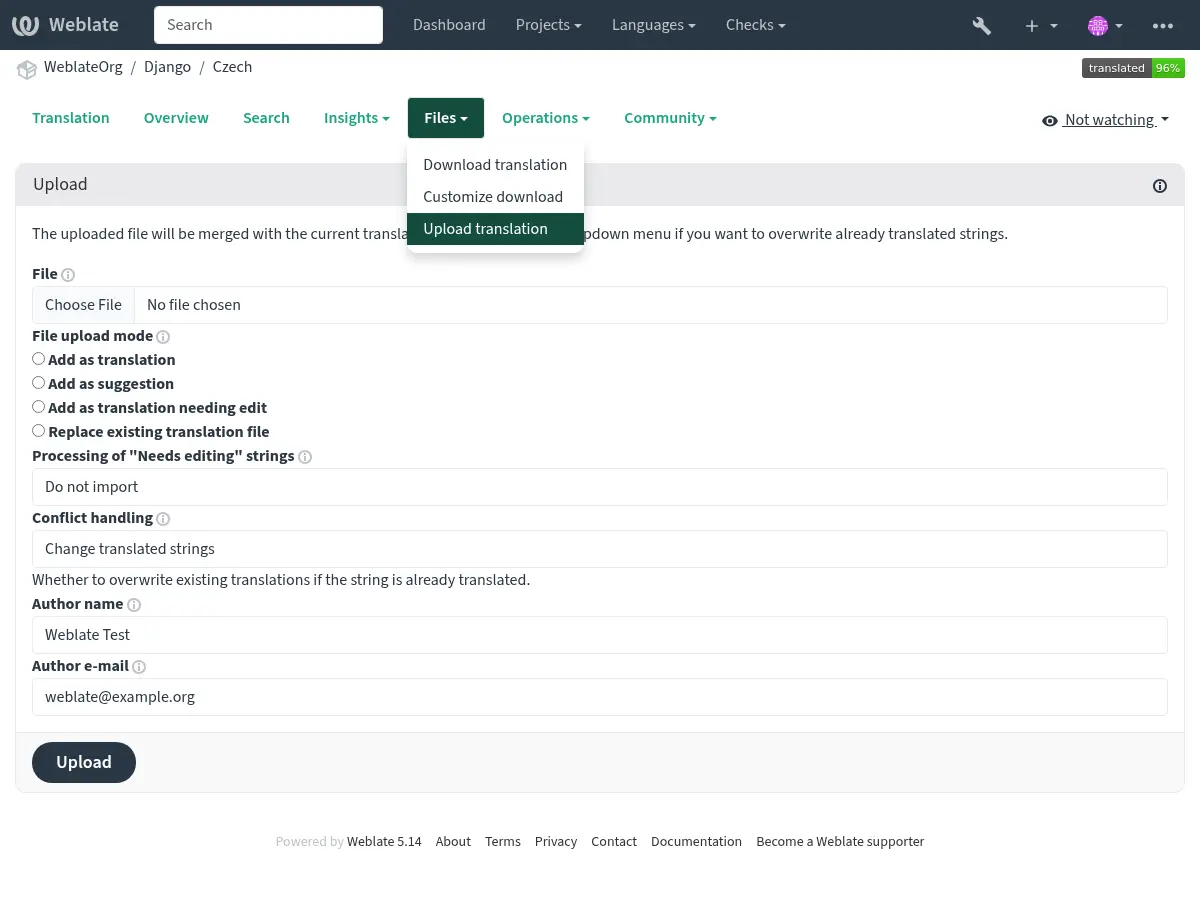 Weblate
Search
Dashboard
Projects
Languages
Checks
WeblateOrg / Django / Czech
translated 96%
Translation
Overview
Search
Insights
Files
Operations
Community
Not watching
Download translation
Customize download
Upload translation
Upload
The uploaded file will be merged with the current transla pdown menu if you want to overwrite already translated strings.
File
Choose File No file chosen
File upload mode
Add as translation
Add as suggestion
Add as translation needing edit
Replace existing translation file
Processing of "Needs editing" strings
Do not import
Conflict handling
Change translated strings
Whether to overwrite existing translations if the string is already translated.
Author name
Weblate Test
Author e-mail
weblate@example.org
Upload
Powered by Weblate 5.14 About Terms Privacy Contact Documentation Become a Weblate supporter